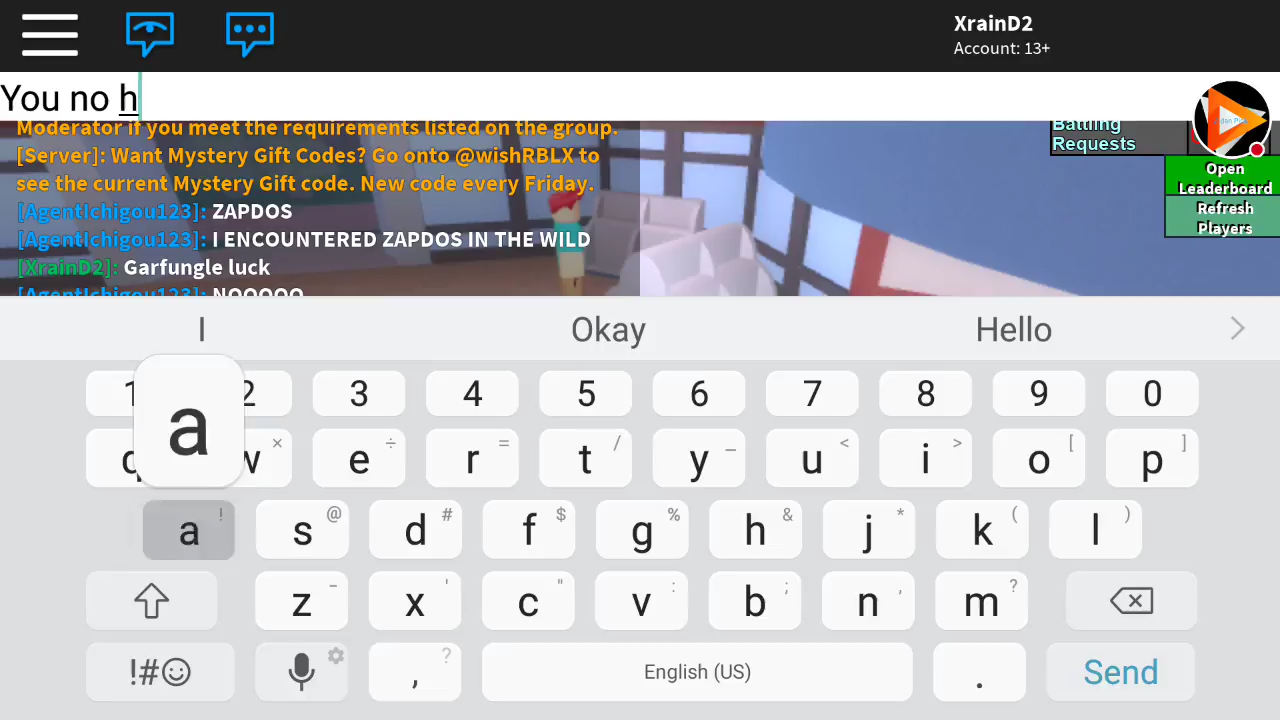 XrainD2
Account: 13+
You no h
Moderator if you meet the requirements listed on the group.
[Server]: Want Mystery Gift Codes? Go onto @wishRBLX to
see the current Mystery Gift code. New code every Friday.
[AgentIchigou123]: ZAPDOS
[AgentIchigou123]: I ENCOUNTERED ZAPDOS IN THE WILD
[XrainD2]: Garfungle luck
[AgentIchigou123]: NOOOOO
Battling
Requests
Open
Leaderboard
Refresh
Players
I Okay Hello
1 2 3 4 5 6 7 8 9 0
a
q w × e ÷ r = t / y _ u < i > o [ p ]
a ! s @ d # f $ g % h & j * k ( l )
z - x ' c " v : b ; n , m ?
!#☺ , ? English (US) . Send